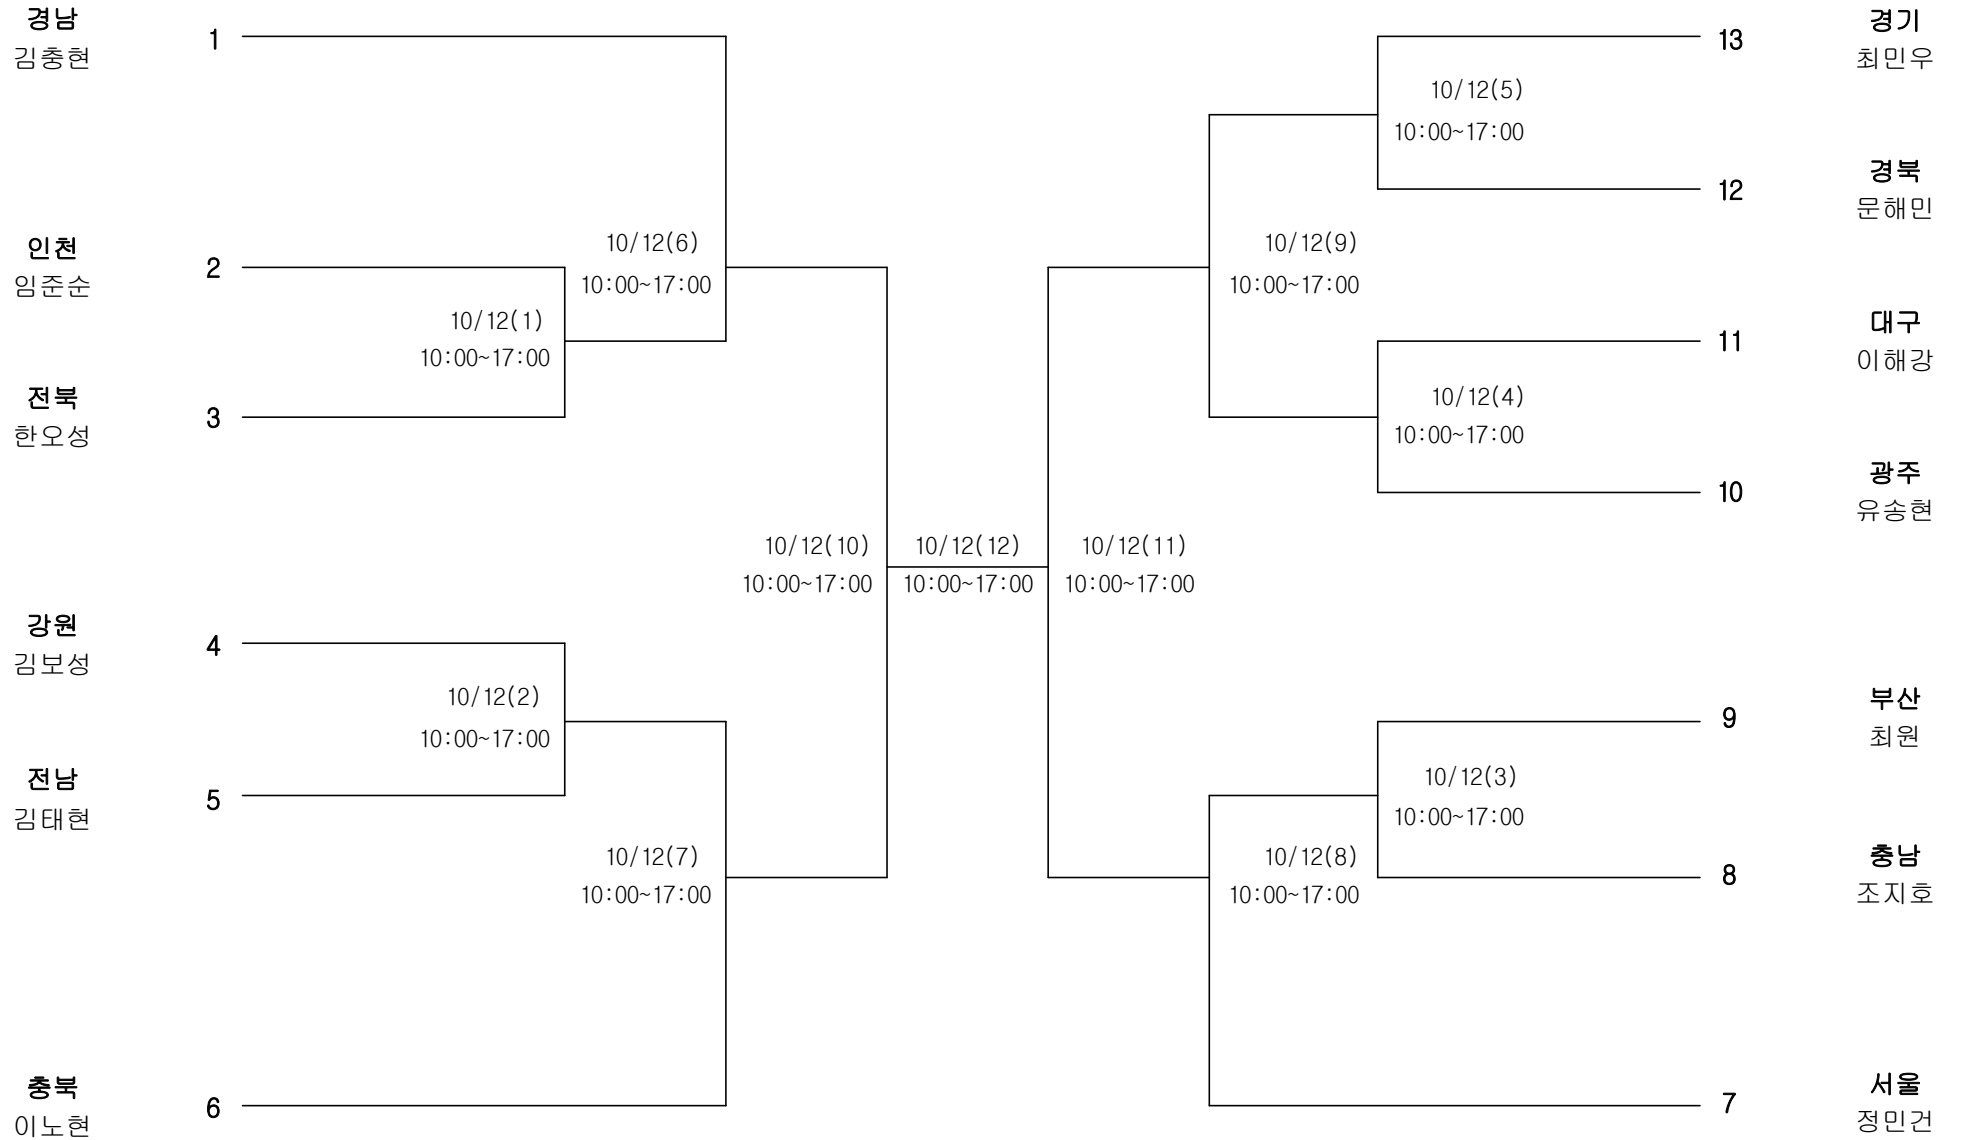 경남
김충현
1
인천
임준순
2
10/12(6)
10:00~17:00
10/12(1)
10:00~17:00
전북
한오성
3
강원
김보성
4
10/12(2)
10:00~17:00
전남
김태현
5
10/12(7)
10:00~17:00
충북
이노현
6
10/12(10)
10:00~17:00
10/12(12)
10:00~17:00
10/12(11)
10:00~17:00
13
경기
최민우
10/12(5)
10:00~17:00
12
경북
문해민
10/12(9)
10:00~17:00
11
대구
이해강
10/12(4)
10:00~17:00
10
광주
유송현
9
부산
최원
10/12(3)
10:00~17:00
10/12(8)
10:00~17:00
8
충남
조지호
7
서울
정민건